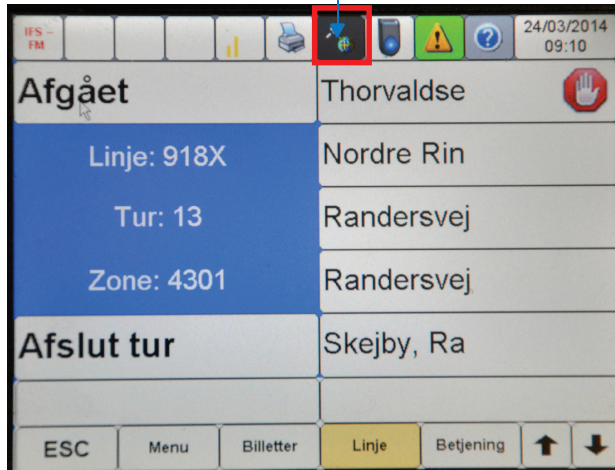 IFS –
FM
24/03/2014
09:10
Afgået
Thorvaldse
Linje: 918X
Nordre Rin
Tur: 13
Randersvej
Zone: 4301
Randersvej
Afslut tur
Skejby, Ra
ESC
Menu
Billetter
Linje
Betjening